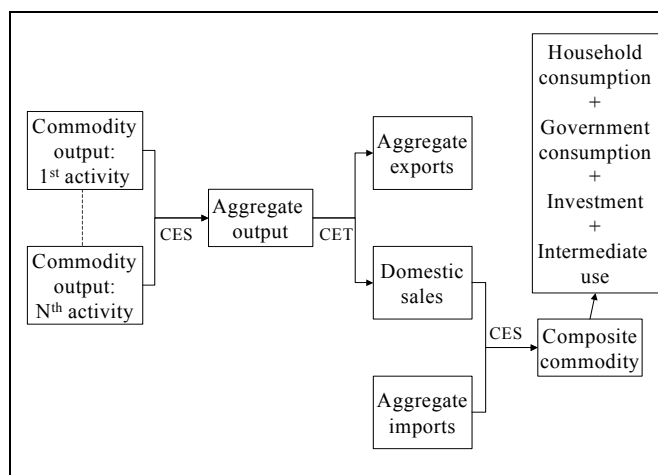 Commodity
output:
1st activity
Commodity
output:
Nth activity
CES
Aggregate
output
CET
Aggregate
exports
Domestic
sales
Aggregate
imports
CES
Composite
commodity
Household
consumption
+
Government
consumption
+
Investment
+
Intermediate
use